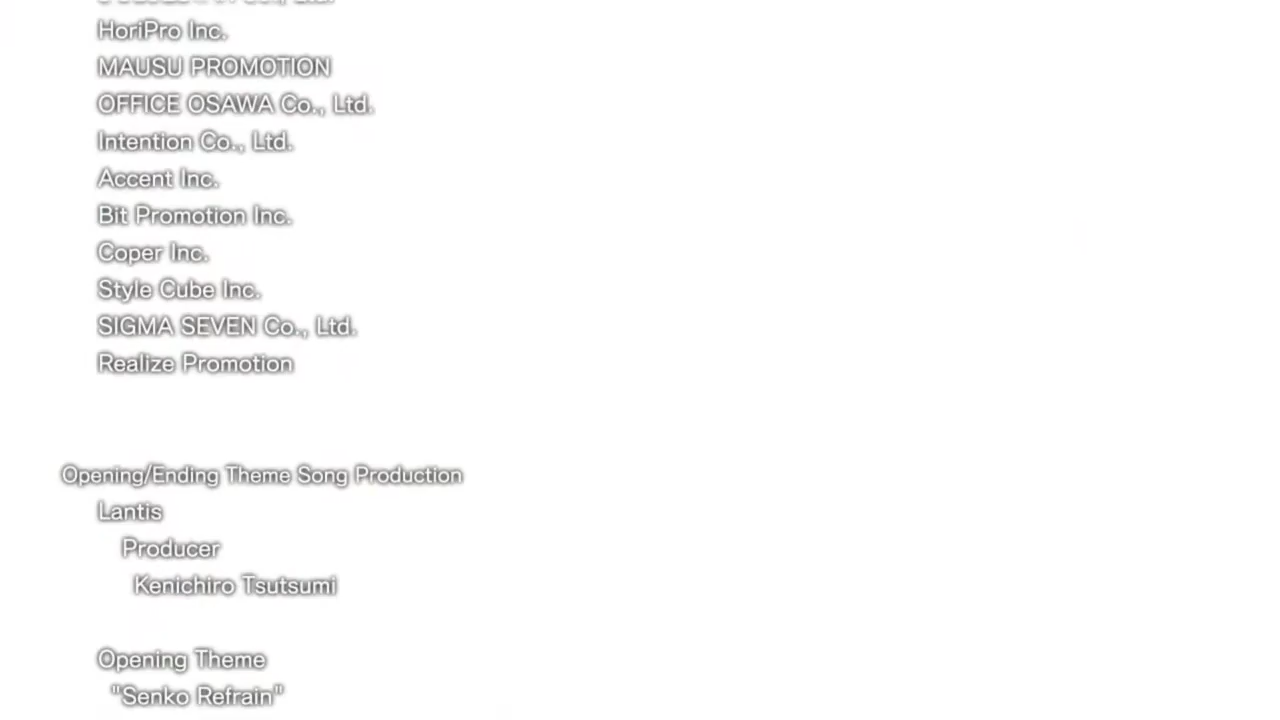 HoriPro Inc.
MAUSU PROMOTION
OFFICE OSAWA Co., Ltd.
Intention Co., Ltd.
Accent Inc.
Bit Promotion Inc.
Coper Inc.
Style Cube Inc.
SIGMA SEVEN Co., Ltd.
Realize Promotion
Opening/Ending Theme Song Production
Lantis
Producer
Kenichiro Tsutsumi
Opening Theme
"Senko Refrain"